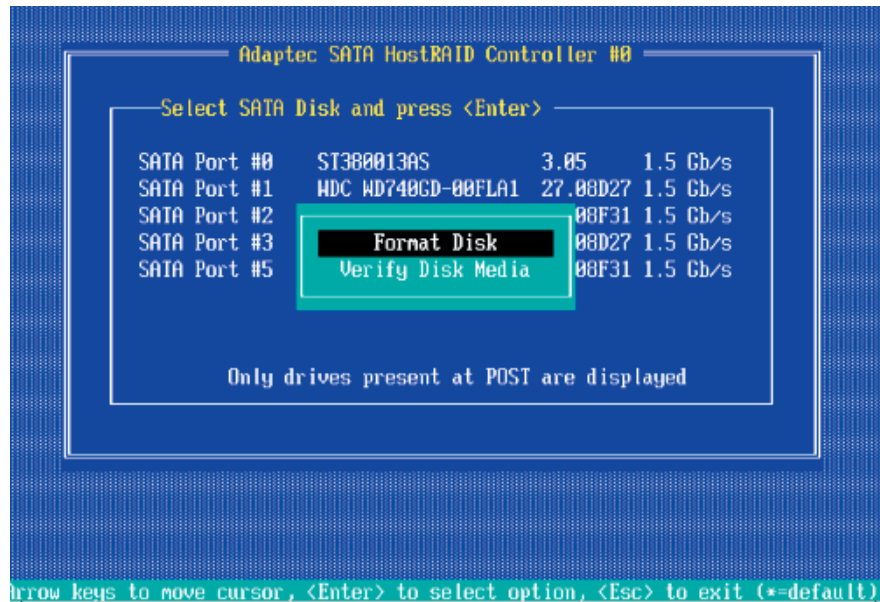 Adaptec SATA HostRAID Controller #0
Select SATA Disk and press <Enter>
SATA Port #0 ST380013AS 3.05 1.5 Gb/s
SATA Port #1 WDC WD740GD-00FLA1 27.08D27 1.5 Gb/s
SATA Port #2 08F31 1.5 Gb/s
SATA Port #3 08D27 1.5 Gb/s
SATA Port #5 08F31 1.5 Gb/s
Format Disk
Verify Disk Media
Only drives present at POST are displayed
Arrow keys to move cursor, <Enter> to select option, <Esc> to exit (*=default)